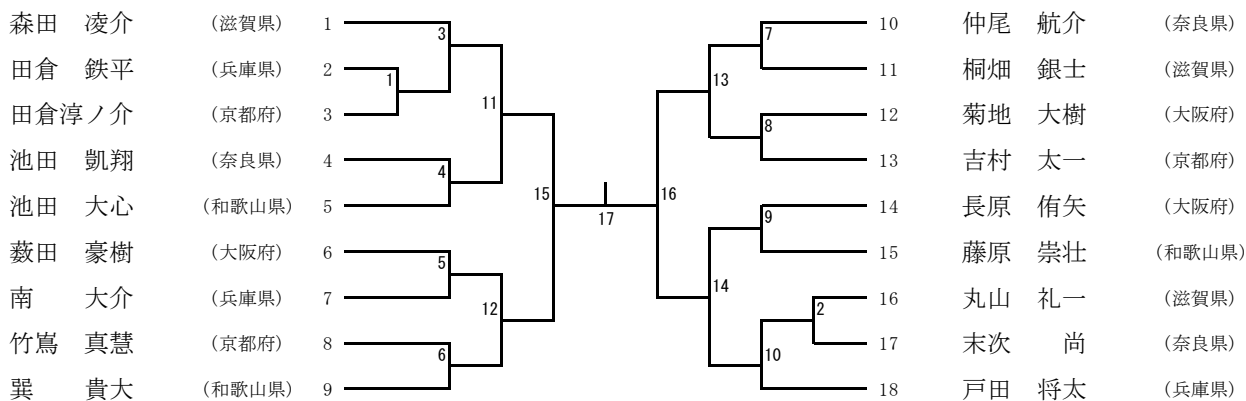 森田　凌介 (滋賀県) 1
田倉　鉄平 (兵庫県) 2
田倉淳ノ介 (京都府) 3
池田　凱翔 (奈良県) 4
池田　大心 (和歌山県) 5
薮田　豪樹 (大阪府) 6
南　　大介 (兵庫県) 7
竹嶌　真慧 (京都府) 8
巽　　貴大 (和歌山県) 9
3
1
11
4
15
5
12
6
17
16
7
13
8
9
14
2
10
10 仲尾　航介 (奈良県)
11 桐畑　銀士 (滋賀県)
12 菊地　大樹 (大阪府)
13 吉村　太一 (京都府)
14 長原　侑矢 (大阪府)
15 藤原　崇壮 (和歌山県)
16 丸山　礼一 (滋賀県)
17 末次　　尚 (奈良県)
18 戸田　将太 (兵庫県)